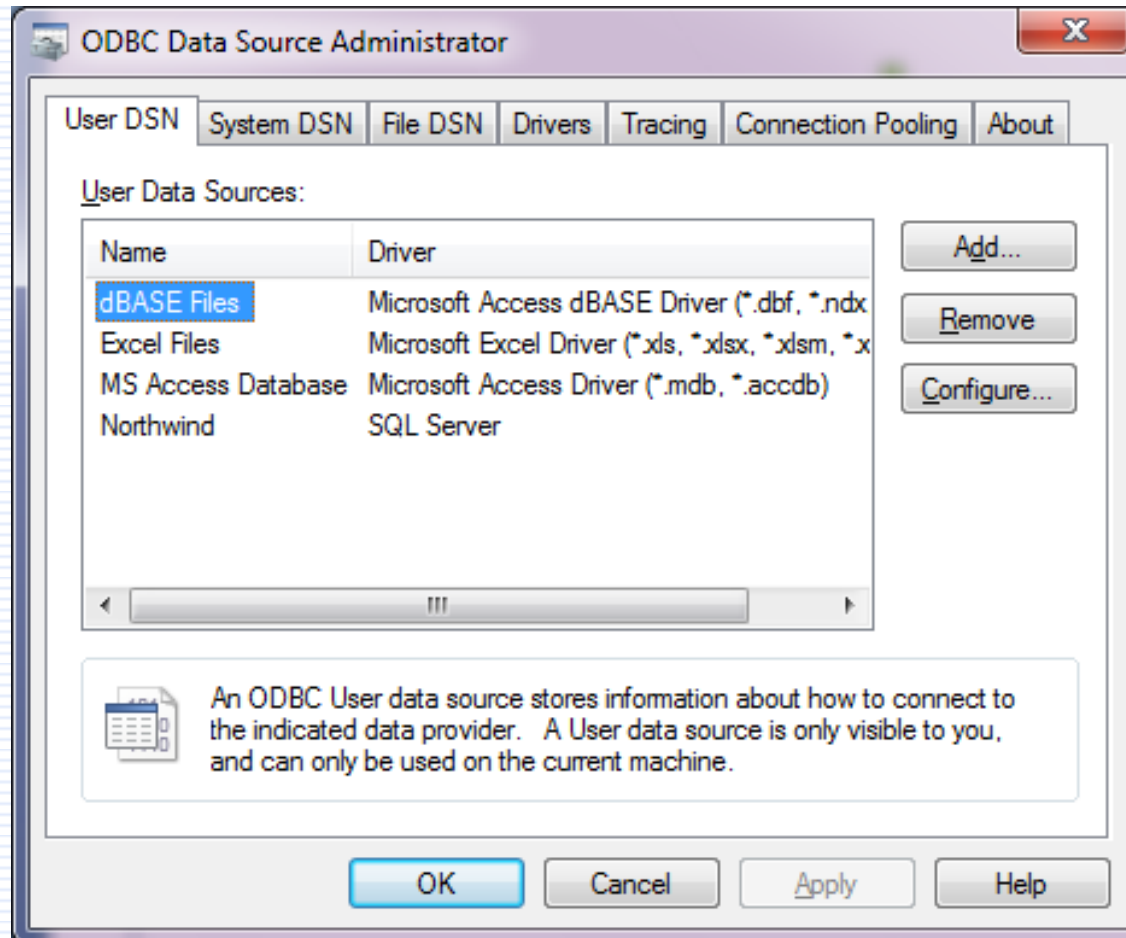 ODBC Data Source Administrator
User DSN System DSN File DSN Drivers Tracing Connection Pooling About
User Data Sources:
Name Driver
dBASE Files Microsoft Access dBASE Driver (*.dbf, *.ndx
Excel Files Microsoft Excel Driver (*.xls, *.xlsx, *.xlsm, *.x
MS Access Database Microsoft Access Driver (*.mdb, *.accdb)
Northwind SQL Server
Add...
Remove
Configure...
An ODBC User data source stores information about how to connect to
the indicated data provider. A User data source is only visible to you,
and can only be used on the current machine.
OK Cancel Apply Help